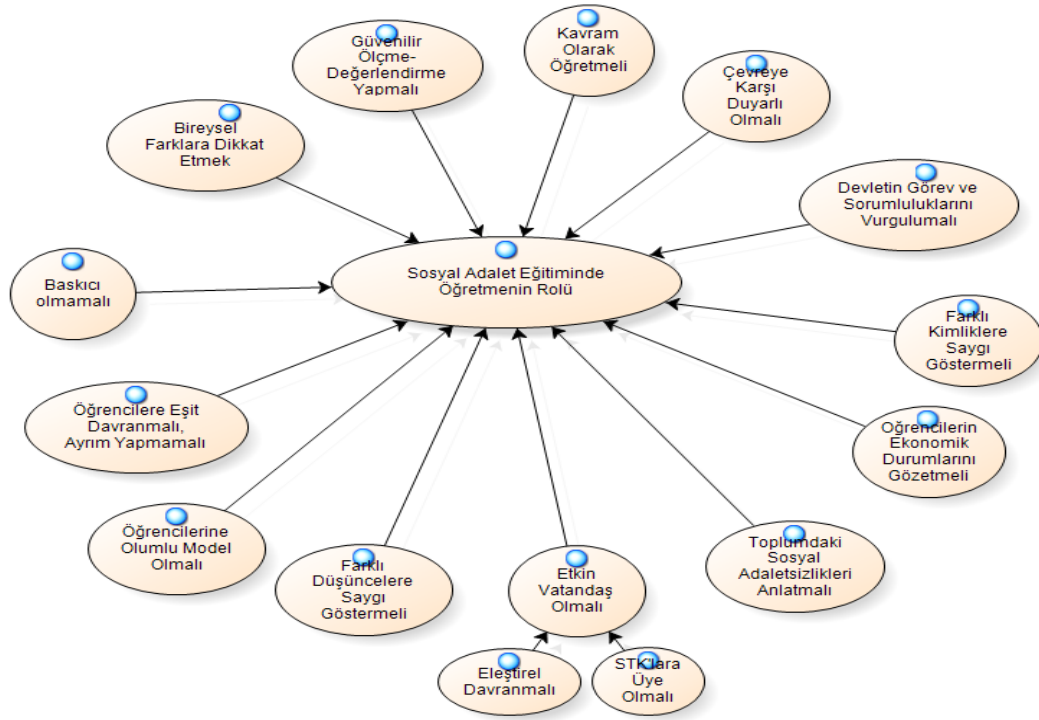 Güvenilir
Ölçme-
Değerlendirme
Yapmalı
Kavram
Olarak
Öğretmeli
Çevreye
Karşı
Duyarlı
Olmalı
Bireysel
Farklara Dikkat
Etmek
Devletin Görev ve
Sorumluluklarını
Vurgulumalı
Baskıcı
olmamalı
Sosyal Adalet Eğitiminde
Öğretmenin Rolü
Farklı
Kimliklere
Saygı
Göstermeli
Öğrencilere Eşit
Davranmalı,
Ayrım Yapmamalı
Öğrencilerin
Ekonomik
Durumlarını
Gözetmeli
Öğrencilerine
Olumlu Model
Olmalı
Farklı
Düşüncelere
Saygı
Göstermeli
Etkin
Vatandaş
Olmalı
Toplumdaki
Sosyal
Adaletsizlikleri
Anlatmalı
Eleştirel
Davranmalı
STK'lara
Üye
Olmalı